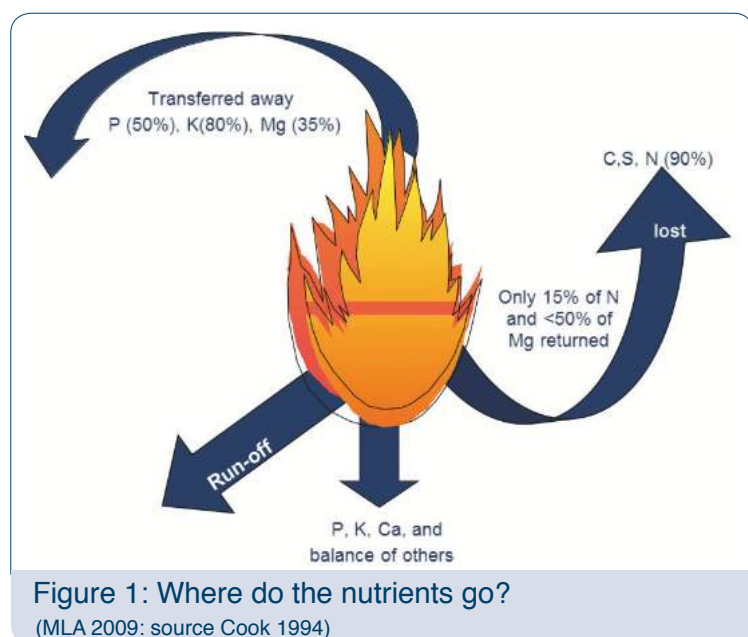 Transferred away
P (50%), K(80%), Mg (35%)
C,S, N (90%)
lost
Only 15% of N
and <50% of
Mg returned
Run-off
P, K, Ca, and
balance of others
Figure 1: Where do the nutrients go?
(MLA 2009: source Cook 1994)